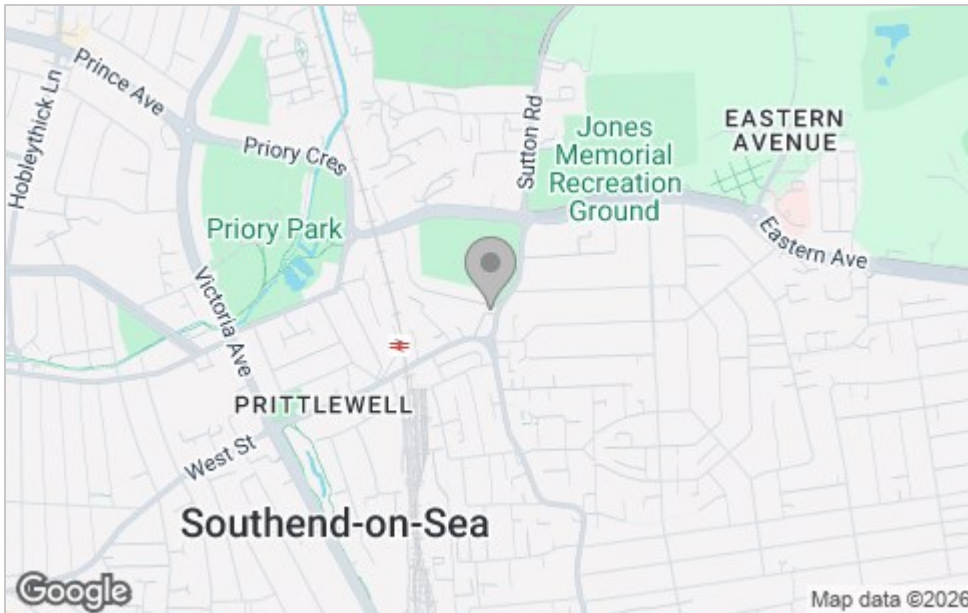 Prince Ave
Hobleythick Ln
Priory Cres
Sutton Rd
Jones
Memorial
Recreation
Ground
EASTERN
AVENUE
Priory Park
Eastern Ave
Victoria Ave
PRITTLEWELL
West St
Southend-on-Sea
Google
Map data ©2026